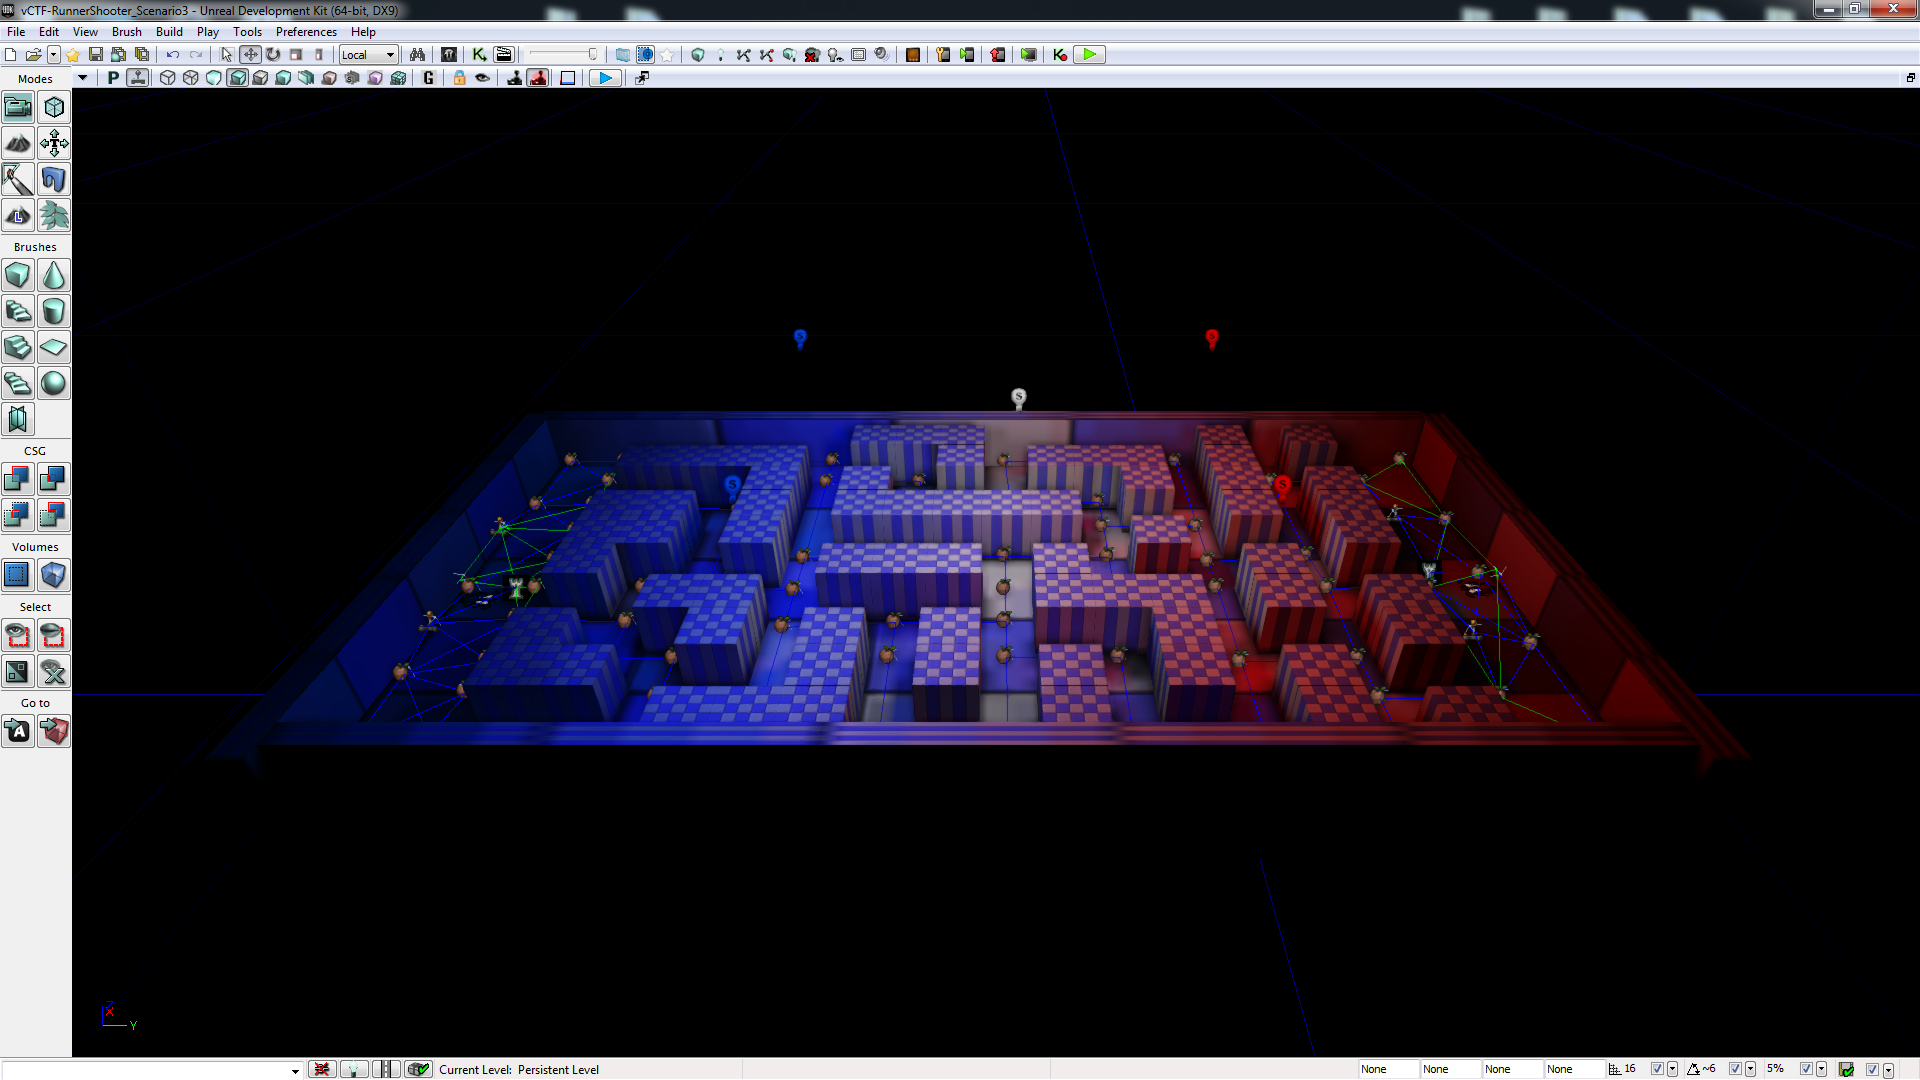 vCTF-RunnerShooter_Scenario3 - Unreal Development Kit (64-bit, DX9)
File Edit View Brush Build Play Tools Preferences Help
Local
Modes
P
G
L
Brushes
CSG
Volumes
Select
Go to
A
S
S
S
S
S
X
Y
Current Level: Persistent Level
None
None
None
None
16
~6
5%